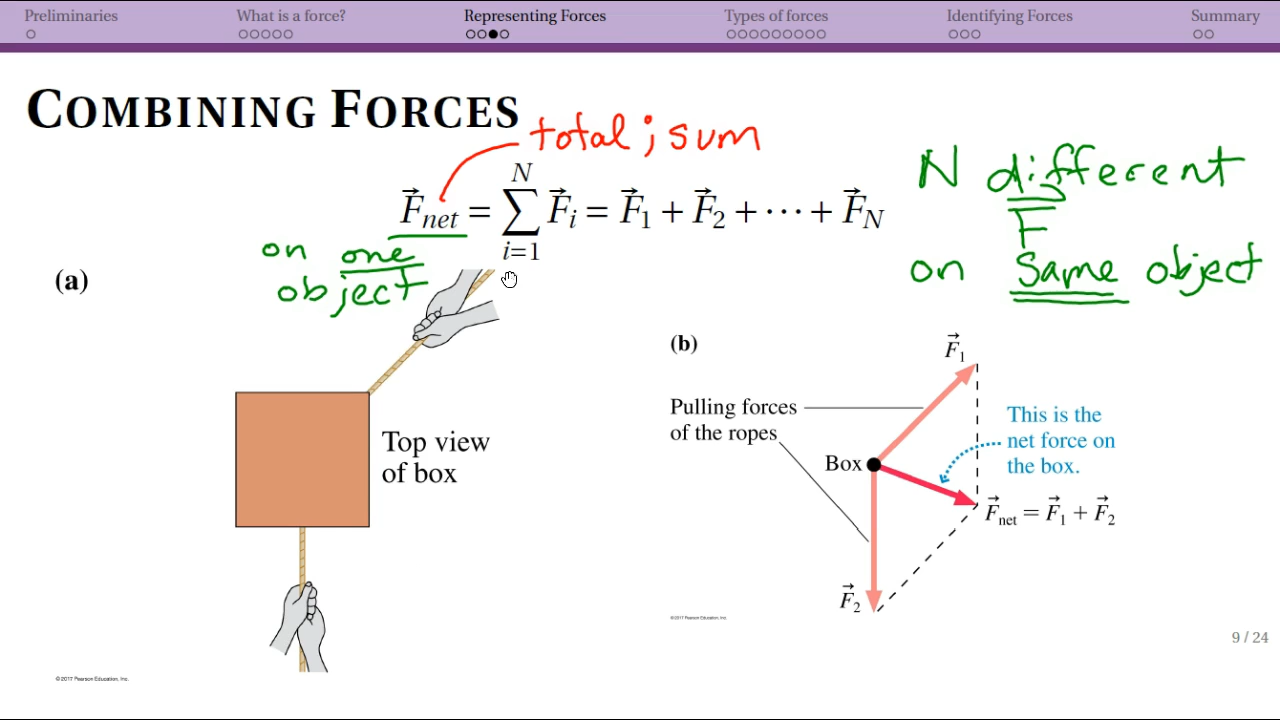 Preliminaries
What is a force?
Representing Forces
Types of forces
Identifying Forces
Summary
COMBINING FORCES
total ; sum
N different
F
on same object
F⃗net = ∑_{i=1}^{N} F⃗i = F⃗1 + F⃗2 + ··· + F⃗N
on one
object
(a)
Top view
of box
©2017 Pearson Education, Inc.
(b)
F⃗1
Pulling forces
of the ropes
This is the
net force on
the box.
Box
F⃗net = F⃗1 + F⃗2
F⃗2
©2017 Pearson Education, Inc.
9 / 24